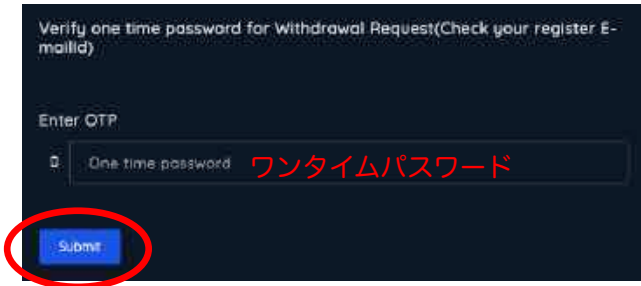 Verify one time password for Withdrawal Request(Check your register E-
mailId)
Enter OTP
One time password ワンタイムパスワード
Submit